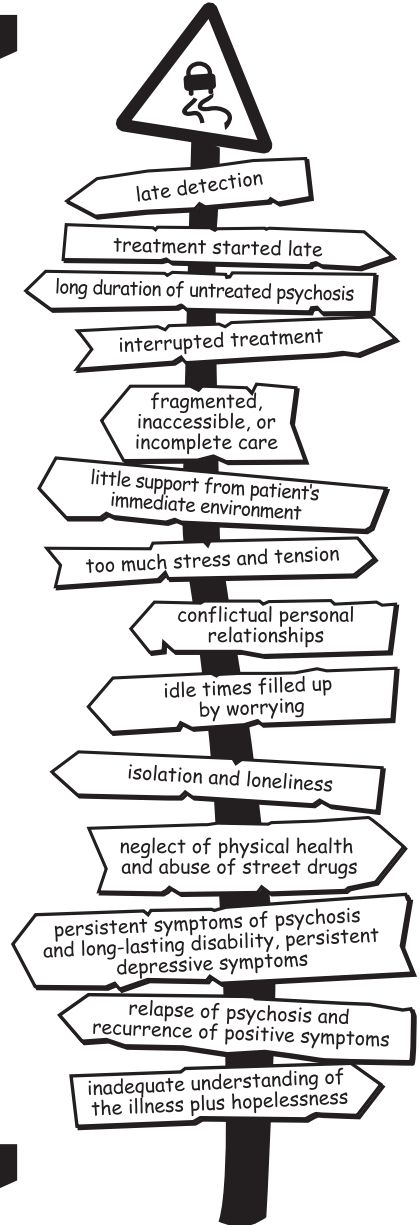 late detection
treatment started late
long duration of untreated psychosis
interrupted treatment
fragmented,
inaccessible, or
incomplete care
little support from patient's
immediate environment
too much stress and tension
conflictual personal
relationships
idle times filled up
by worrying
isolation and loneliness
neglect of physical health
and abuse of street drugs
persistent symptoms of psychosis
and long-lasting disability, persistent
depressive symptoms
relapse of psychosis and
recurrence of positive symptoms
inadequate understanding of
the illness plus hopelessness